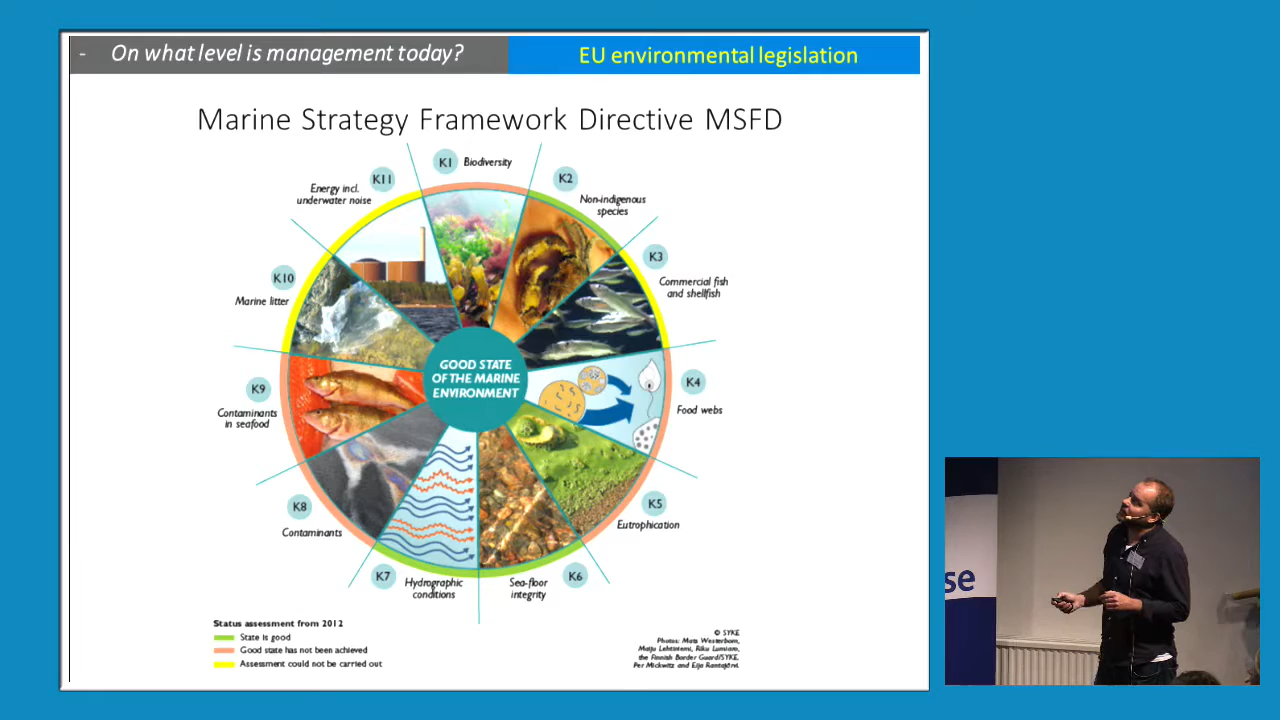 - On what level is management today?
EU environmental legislation
Marine Strategy Framework Directive MSFD
K1 Biodiversity
K2
Non-indigenous
species
K3
Commercial fish
and shellfish
K4
Food webs
K5
Eutrophication
K6
Sea-floor
integrity
K7
Hydrographic
conditions
K8
Contaminants
K9
Contaminants
in seafood
K10
Marine litter
K11
Energy incl.
underwater noise
GOOD STATE
OF THE MARINE
ENVIRONMENT
Status assessment from 2012
State is good
Good state has not been achieved
Assessment could not be carried out
© SYKE
Photos: Mats Westerbom,
Maiju Lehtiniemi, Riku Lumiaro,
the Finnish Border Guard/SYKE,
Per Mickwitz and Eija Rantajärvi.
se